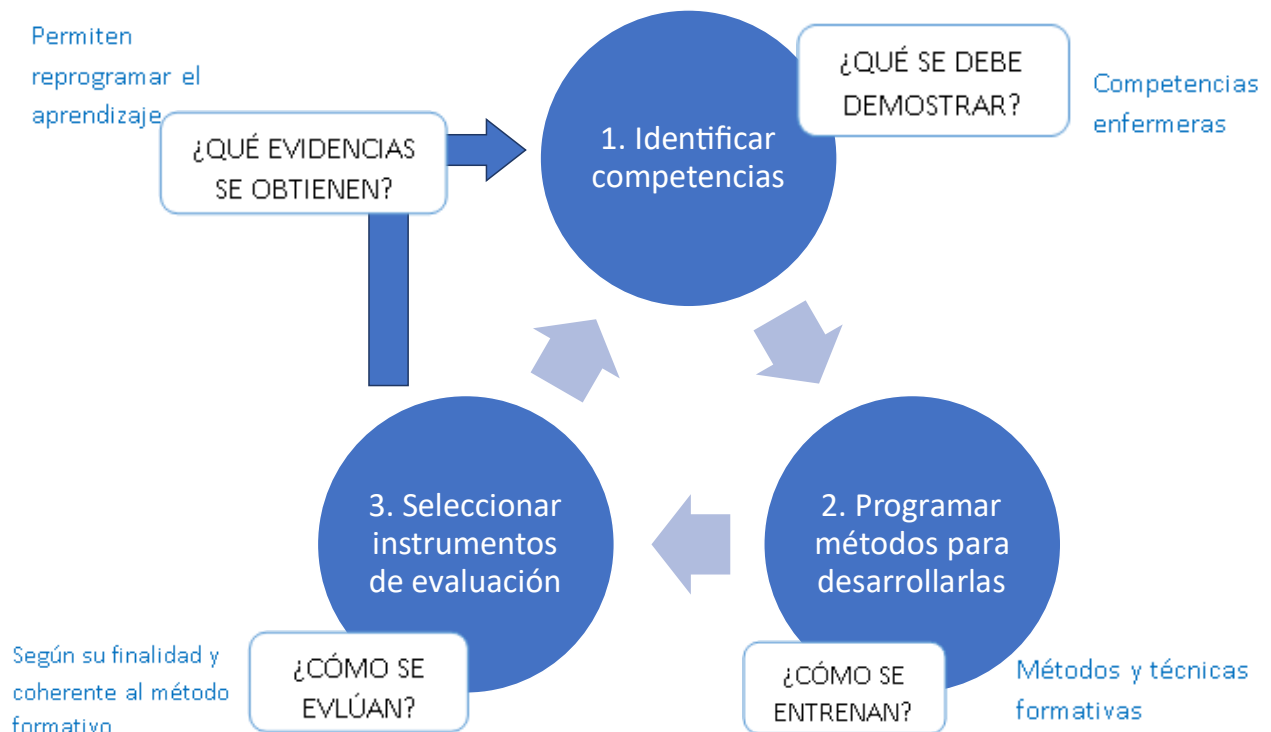 Permiten
reprogramar el
aprendizaje
¿QUÉ EVIDENCIAS
SE OBTIENEN?
1. Identificar
competencias
¿QUÉ SE DEBE
DEMOSTRAR?
Competencias
enfermeras
3. Seleccionar
instrumentos
de evaluación
2. Programar
métodos para
desarrollarlas
Según su finalidad y
coherente al método
formativo
¿CÓMO SE
EVLÚAN?
¿CÓMO SE
ENTRENAN?
Métodos y técnicas
formativas